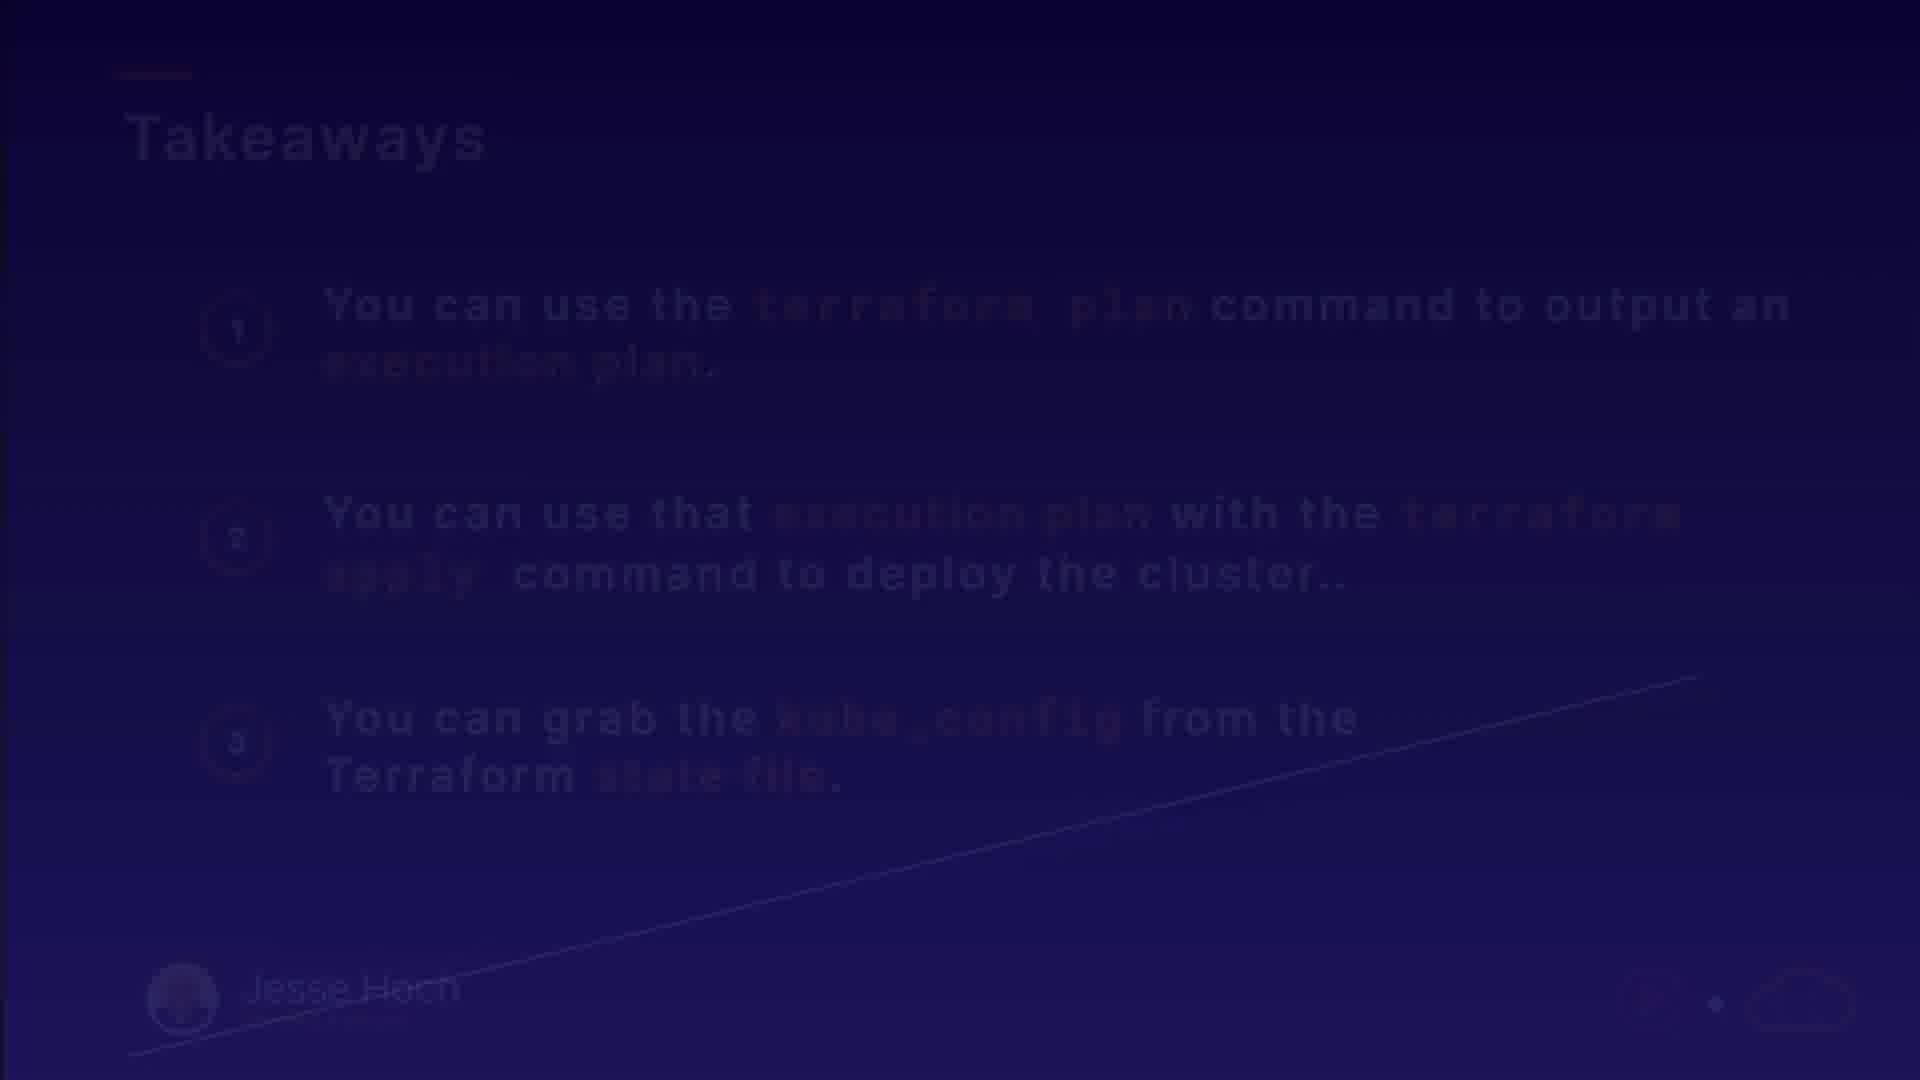 Takeaways
1
You can use the terraform plan command to output an
execution plan.
2
You can use that execution plan with the terraform
apply command to deploy the cluster..
3
You can grab the kube_config from the
Terraform state file.
Jesse Hoch